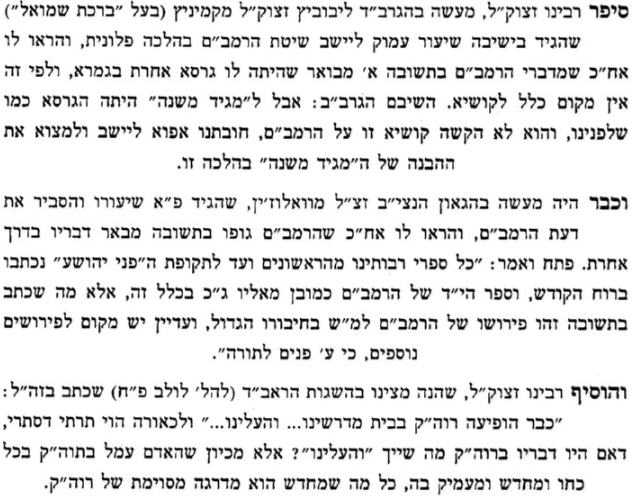 סיפר רבינו זצוק״ל, מעשה בהגרב״ד ליבוביץ זצוק״ל מקמיניץ (בעל ״ברכת שמואל״)
שהגיד בישיבה שיעור עמוק ליישב שיטת הרמב״ם בהלכה פלונית, והראו לו
אח״כ שמדברי הרמב״ם בתשובה א׳ מבואר שהיתה לו גרסא אחרת בגמרא, ולפי זה
אין מקום כלל לקושיא. השיבם הגרב״ב: אבל ל״מגיד משנה״ היתה הגרסא כמו
שלפנינו, והוא לא הקשה קושיא זו על הרמב״ם, חובתנו אפוא ליישב ולמצוא את
ההבנה של ה״מגיד משנה״ בהלכה זו.
וכבר היה מעשה בהגאון הנצי״ב זצ״ל מוואלוז׳ין, שהגיד פ״א שיעורו והסביר את
דעת הרמב״ם, והראו לו אח״כ שהרמב״ם גופו בתשובה מבאר דבריו בדרך
אחרת. פתח ואמר: ״כל ספרי רבותינו מהראשונים ועד לתקופת ה״פני יהושע״ נכתבו
ברוח הקודש, וספר הי״ד של הרמב״ם כמובן מאליו ג״כ בכלל זה, אלא מה שכתב
בתשובה זהו פירושו של הרמב״ם למ״ש בחיבורו הגדול, ועדיין יש מקום לפירושים
נוספים, כי ע׳ פנים לתורה״.
והוסיף רבינו זצוק״ל, שהנה מצינו בהשגות הראב״ד (להל׳ לולב פ״ח) שכתב בזה״ל:
״כבר הופיעה רוה״ק בבית מדרשינו... והעלינו...״ ולכאורה הוי תרתי דסתרי,
דאם היו דבריו ברוה״ק מה שייך ״והעלינו״? אלא מכיון שהאדם עמל בתוה״ק בכל
כחו ומחדש ומעמיק בה, כל מה שמחדש הוא מדרגה מסוימת של רוה״ק.